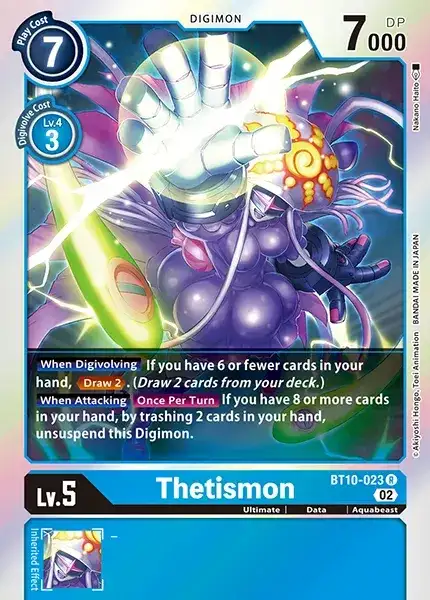 DIGIMON
Play Cost
7
DP
7000
Digivolve Cost
Lv.4
3
Nakano Haito
©Akiyoshi Hongo, Toei Animation BANDAI MADE IN JAPAN
When Digivolving If you have 6 or fewer cards in your
hand, Draw 2. (Draw 2 cards from your deck.)
When Attacking Once Per Turn If you have 8 or more cards
in your hand, by trashing 2 cards in your hand,
unsuspend this Digimon.
Lv.5
Thetismon
BT10-023 R
02
Ultimate | Data | Aquabeast
Inherited Effect
–